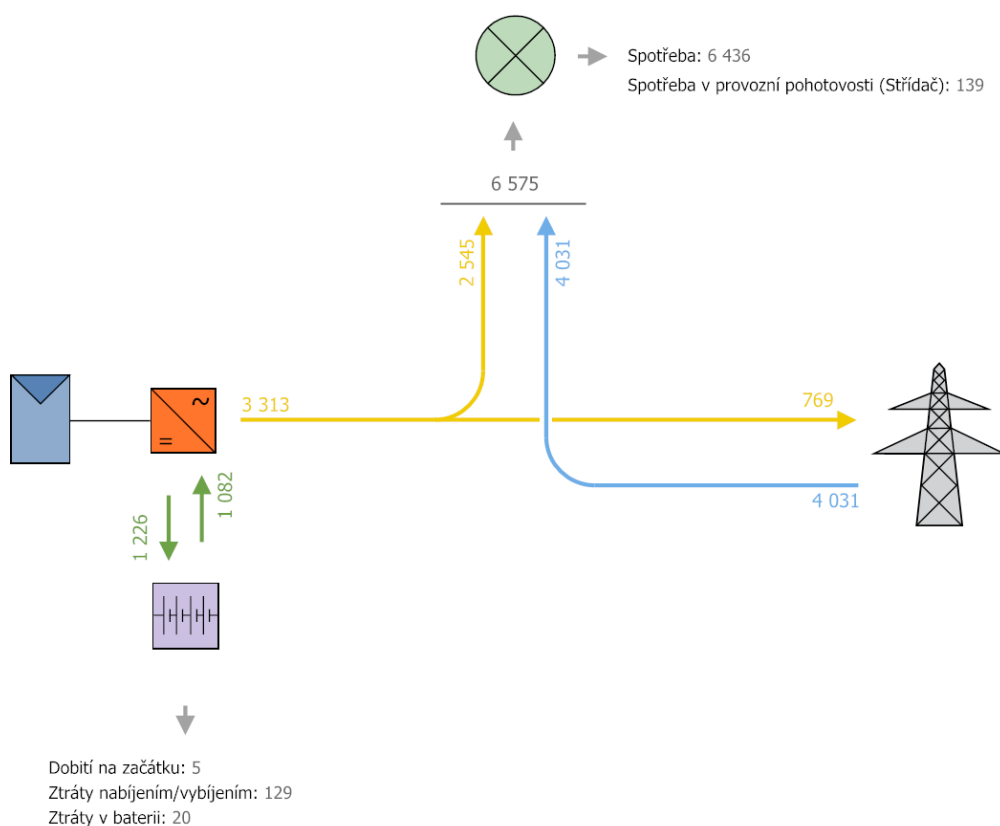 Spotřeba: 6 436
Spotřeba v provozní pohotovosti (Střídač): 139
6 575
2 545
4 031
3 313
769
4 031
1 226
1 082
Dobití na začátku: 5
Ztráty nabíjením/vybíjením: 129
Ztráty v baterii: 20